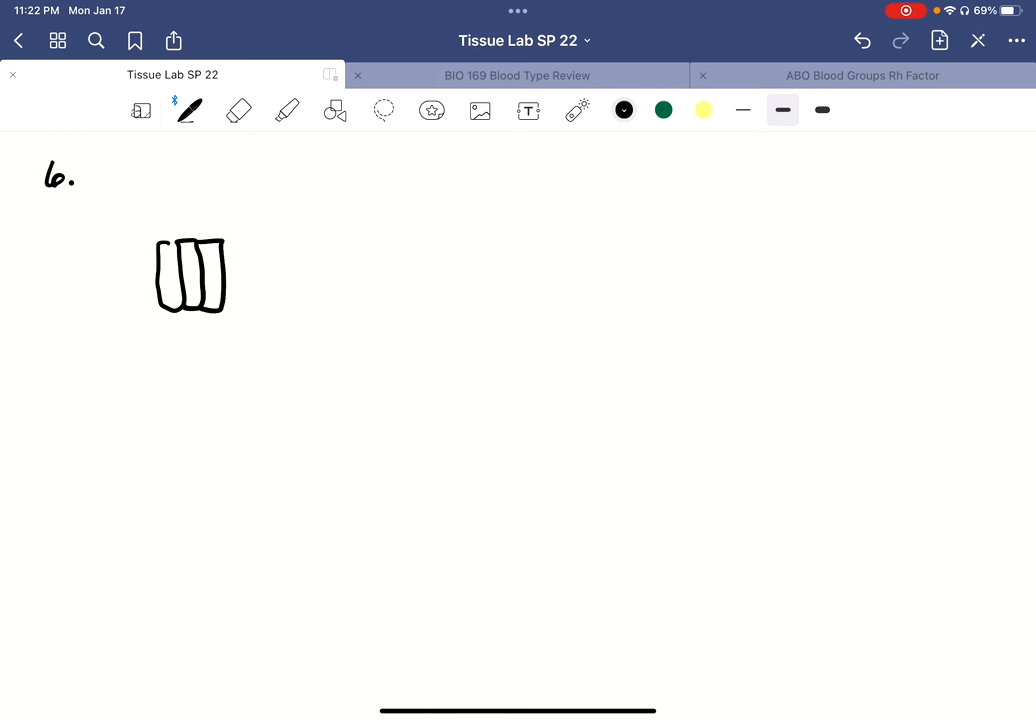 11:22 PM Mon Jan 17 69%
Tissue Lab SP 22
Tissue Lab SP 22 BIO 169 Blood Type Review ABO Blood Groups Rh Factor
T
6.